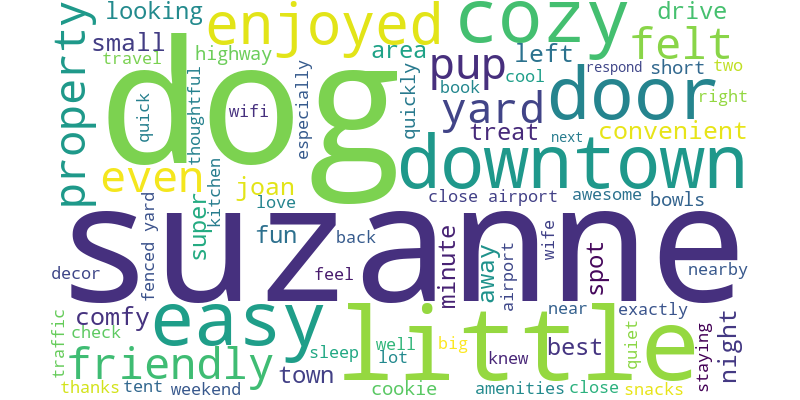 looking
enjoyed
cozy
drive
property
small
travel
highway
area
left
felt
dog
pup
cool
book
door
respond
short
two
right
quick
thoughtful
wifi
especially
quickly
yard
treat
next
convenient
even
joan
downtown
kitchen
love
close airport
awesome
bowls
suzanne
fenced yard
super
fun
back
decor
feel
minute
away
airport
wife
spot
nearby
comfy
easy
little
near
exactly
traffic
check
friendly
town
sleep
well
lot
big
knew
best
quiet
staying
night
thanks
tent
weekend
cookie
amenities
close
snacks